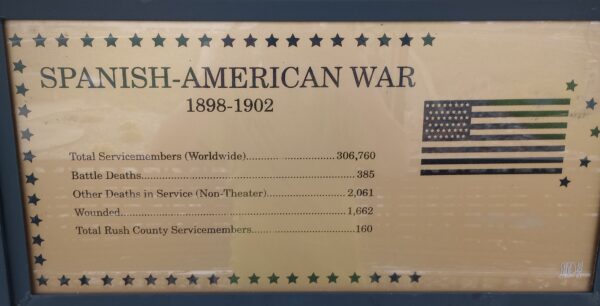 SPANISH-AMERICAN WAR
1898-1902
Total Servicemembers (Worldwide)..............................306,760
Battle Deaths..............................................................385
Other Deaths in Service (Non-Theater)........................2,061
Wounded................................................................1,662
Total Rush County Servicemembers..............................160